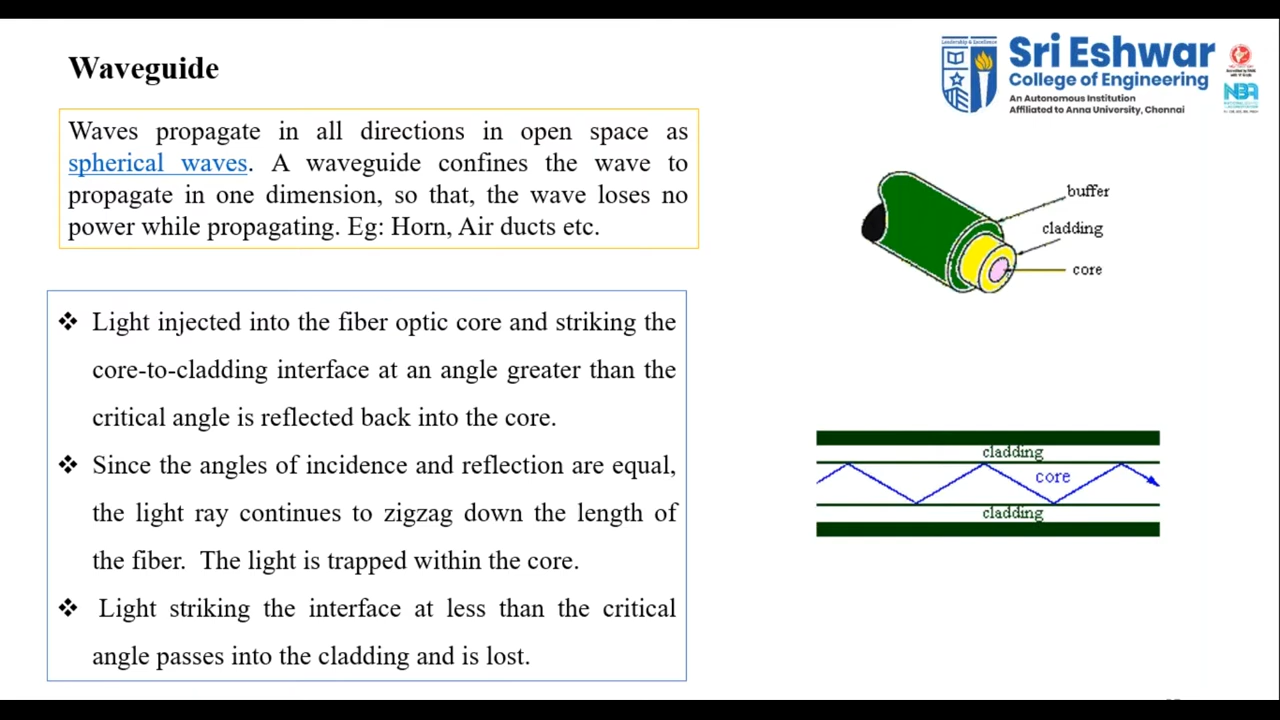 Waveguide
Leadership & Excellence
Sri Eshwar
College of Engineering
An Autonomous Institution
Affiliated to Anna University, Chennai
NBA
Waves propagate in all directions in open space as
spherical waves. A waveguide confines the wave to
propagate in one dimension, so that, the wave loses no
power while propagating. Eg: Horn, Air ducts etc.
buffer
cladding
core
❖ Light injected into the fiber optic core and striking the
core-to-cladding interface at an angle greater than the
critical angle is reflected back into the core.
❖ Since the angles of incidence and reflection are equal,
the light ray continues to zigzag down the length of
the fiber. The light is trapped within the core.
❖ Light striking the interface at less than the critical
angle passes into the cladding and is lost.
cladding
core
cladding